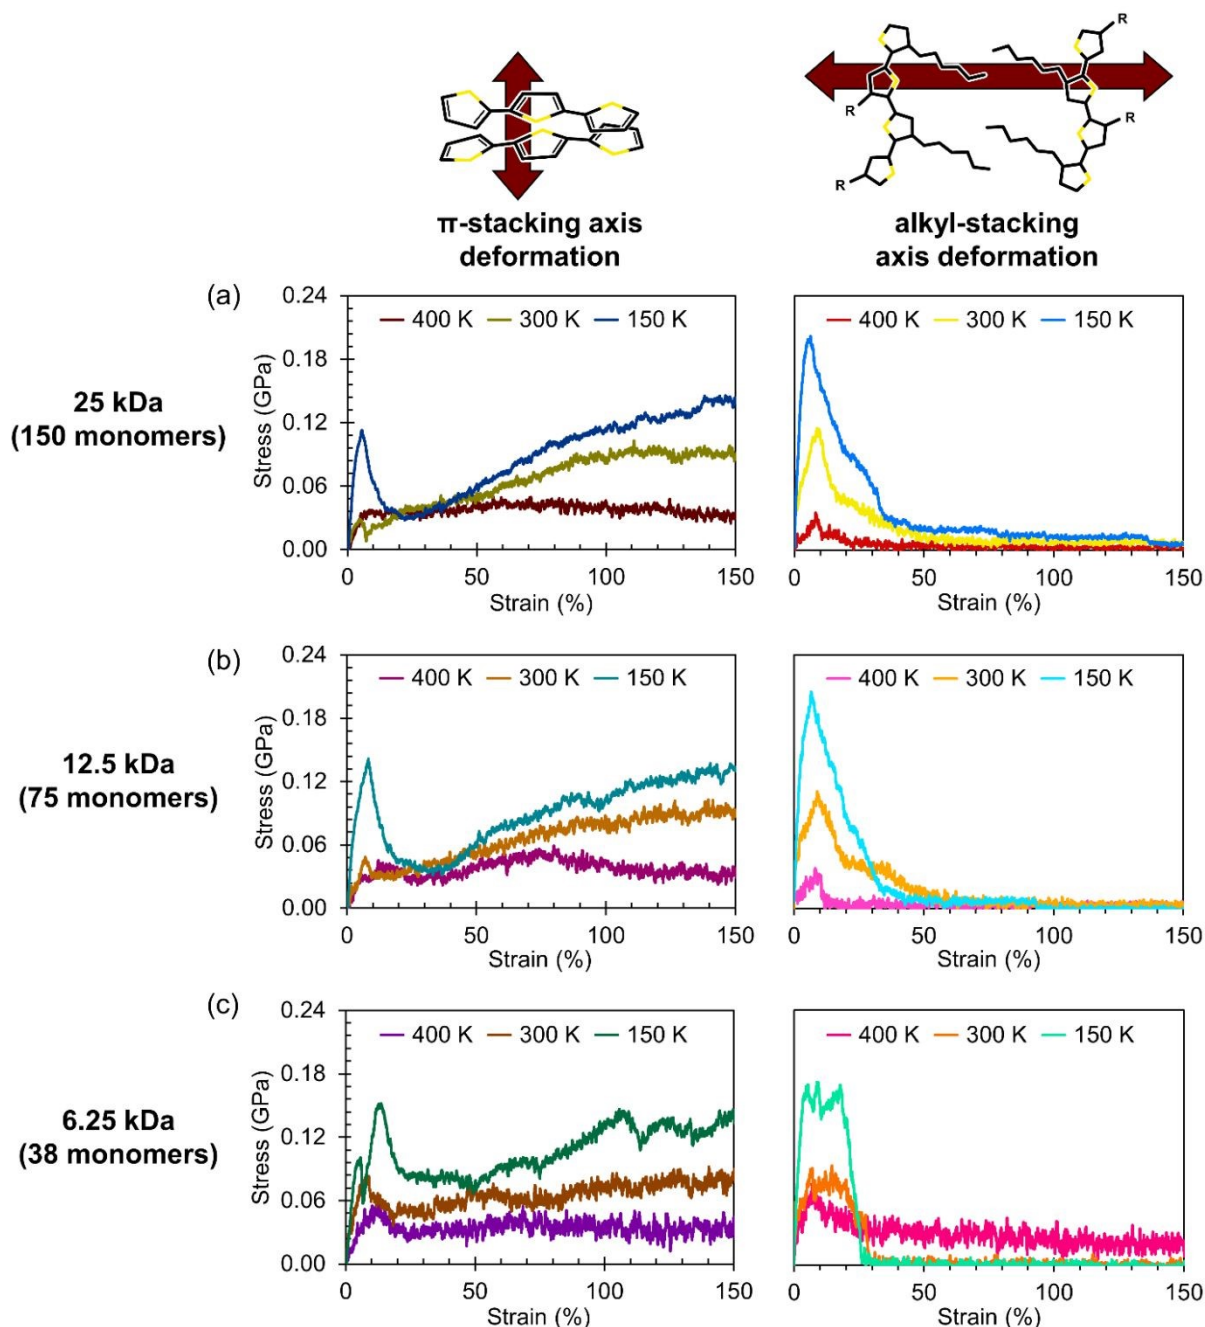 R
R
R
R
π-stacking axis
deformation
alkyl-stacking
axis deformation
(a)
25 kDa
(150 monomers)
Stress (GPa)
0.24
0.18
0.12
0.06
0.00
400 K 300 K 150 K
0 50 100 150
Strain (%)
400 K 300 K 150 K
0 50 100 150
Strain (%)
(b)
12.5 kDa
(75 monomers)
Stress (GPa)
0.24
0.18
0.12
0.06
0.00
400 K 300 K 150 K
0 50 100 150
Strain (%)
400 K 300 K 150 K
0 50 100 150
Strain (%)
(c)
6.25 kDa
(38 monomers)
Stress (GPa)
0.24
0.18
0.12
0.06
0.00
400 K 300 K 150 K
0 50 100 150
Strain (%)
400 K 300 K 150 K
0 50 100 150
Strain (%)